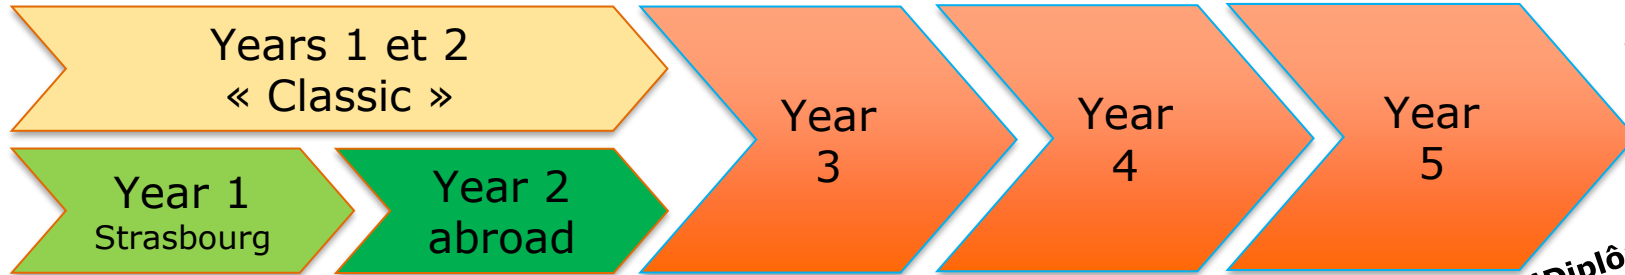 Years 1 et 2
« Classic »
Year 1
Strasbourg
Year 2
abroad
Year
3
Year
4
Year
5